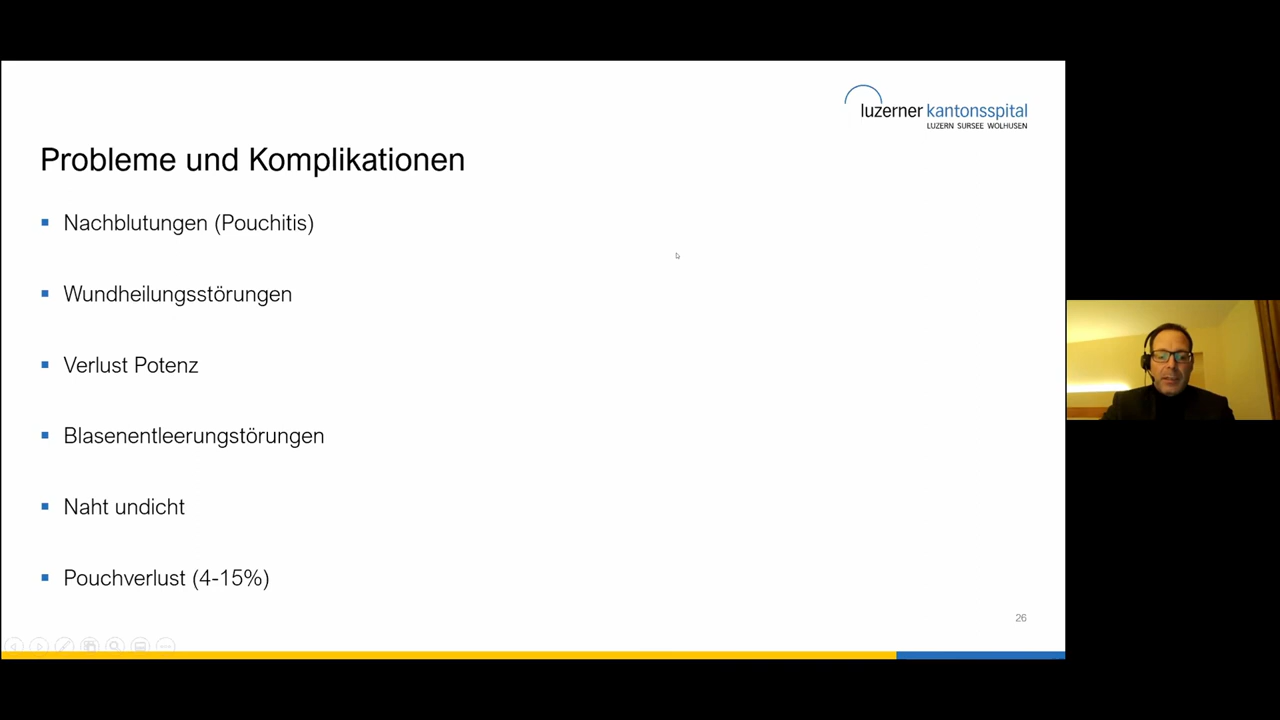 luzerner kantonsspital
LUZERN SURSEE WOLHUSEN
Probleme und Komplikationen
Nachblutungen (Pouchitis)
Wundheilungsstörungen
Verlust Potenz
Blasenentleerungstörungen
Naht undicht
Pouchverlust (4-15%)
26